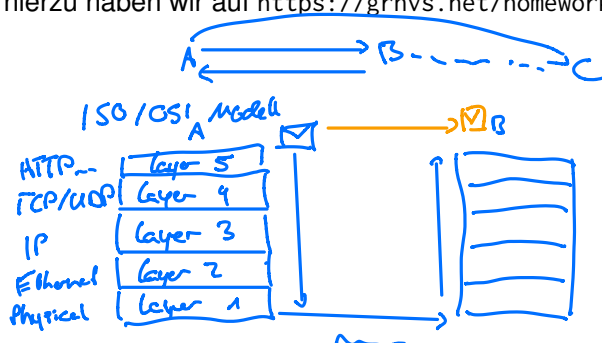 hierzu haben wir auf https://grnvs.net/homewor
A B C
ISO/OSI Modell
A B
HTTP... Layer 5
TCP/UDP Layer 4
IP Layer 3
Ethernet Layer 2
Physical Layer 1